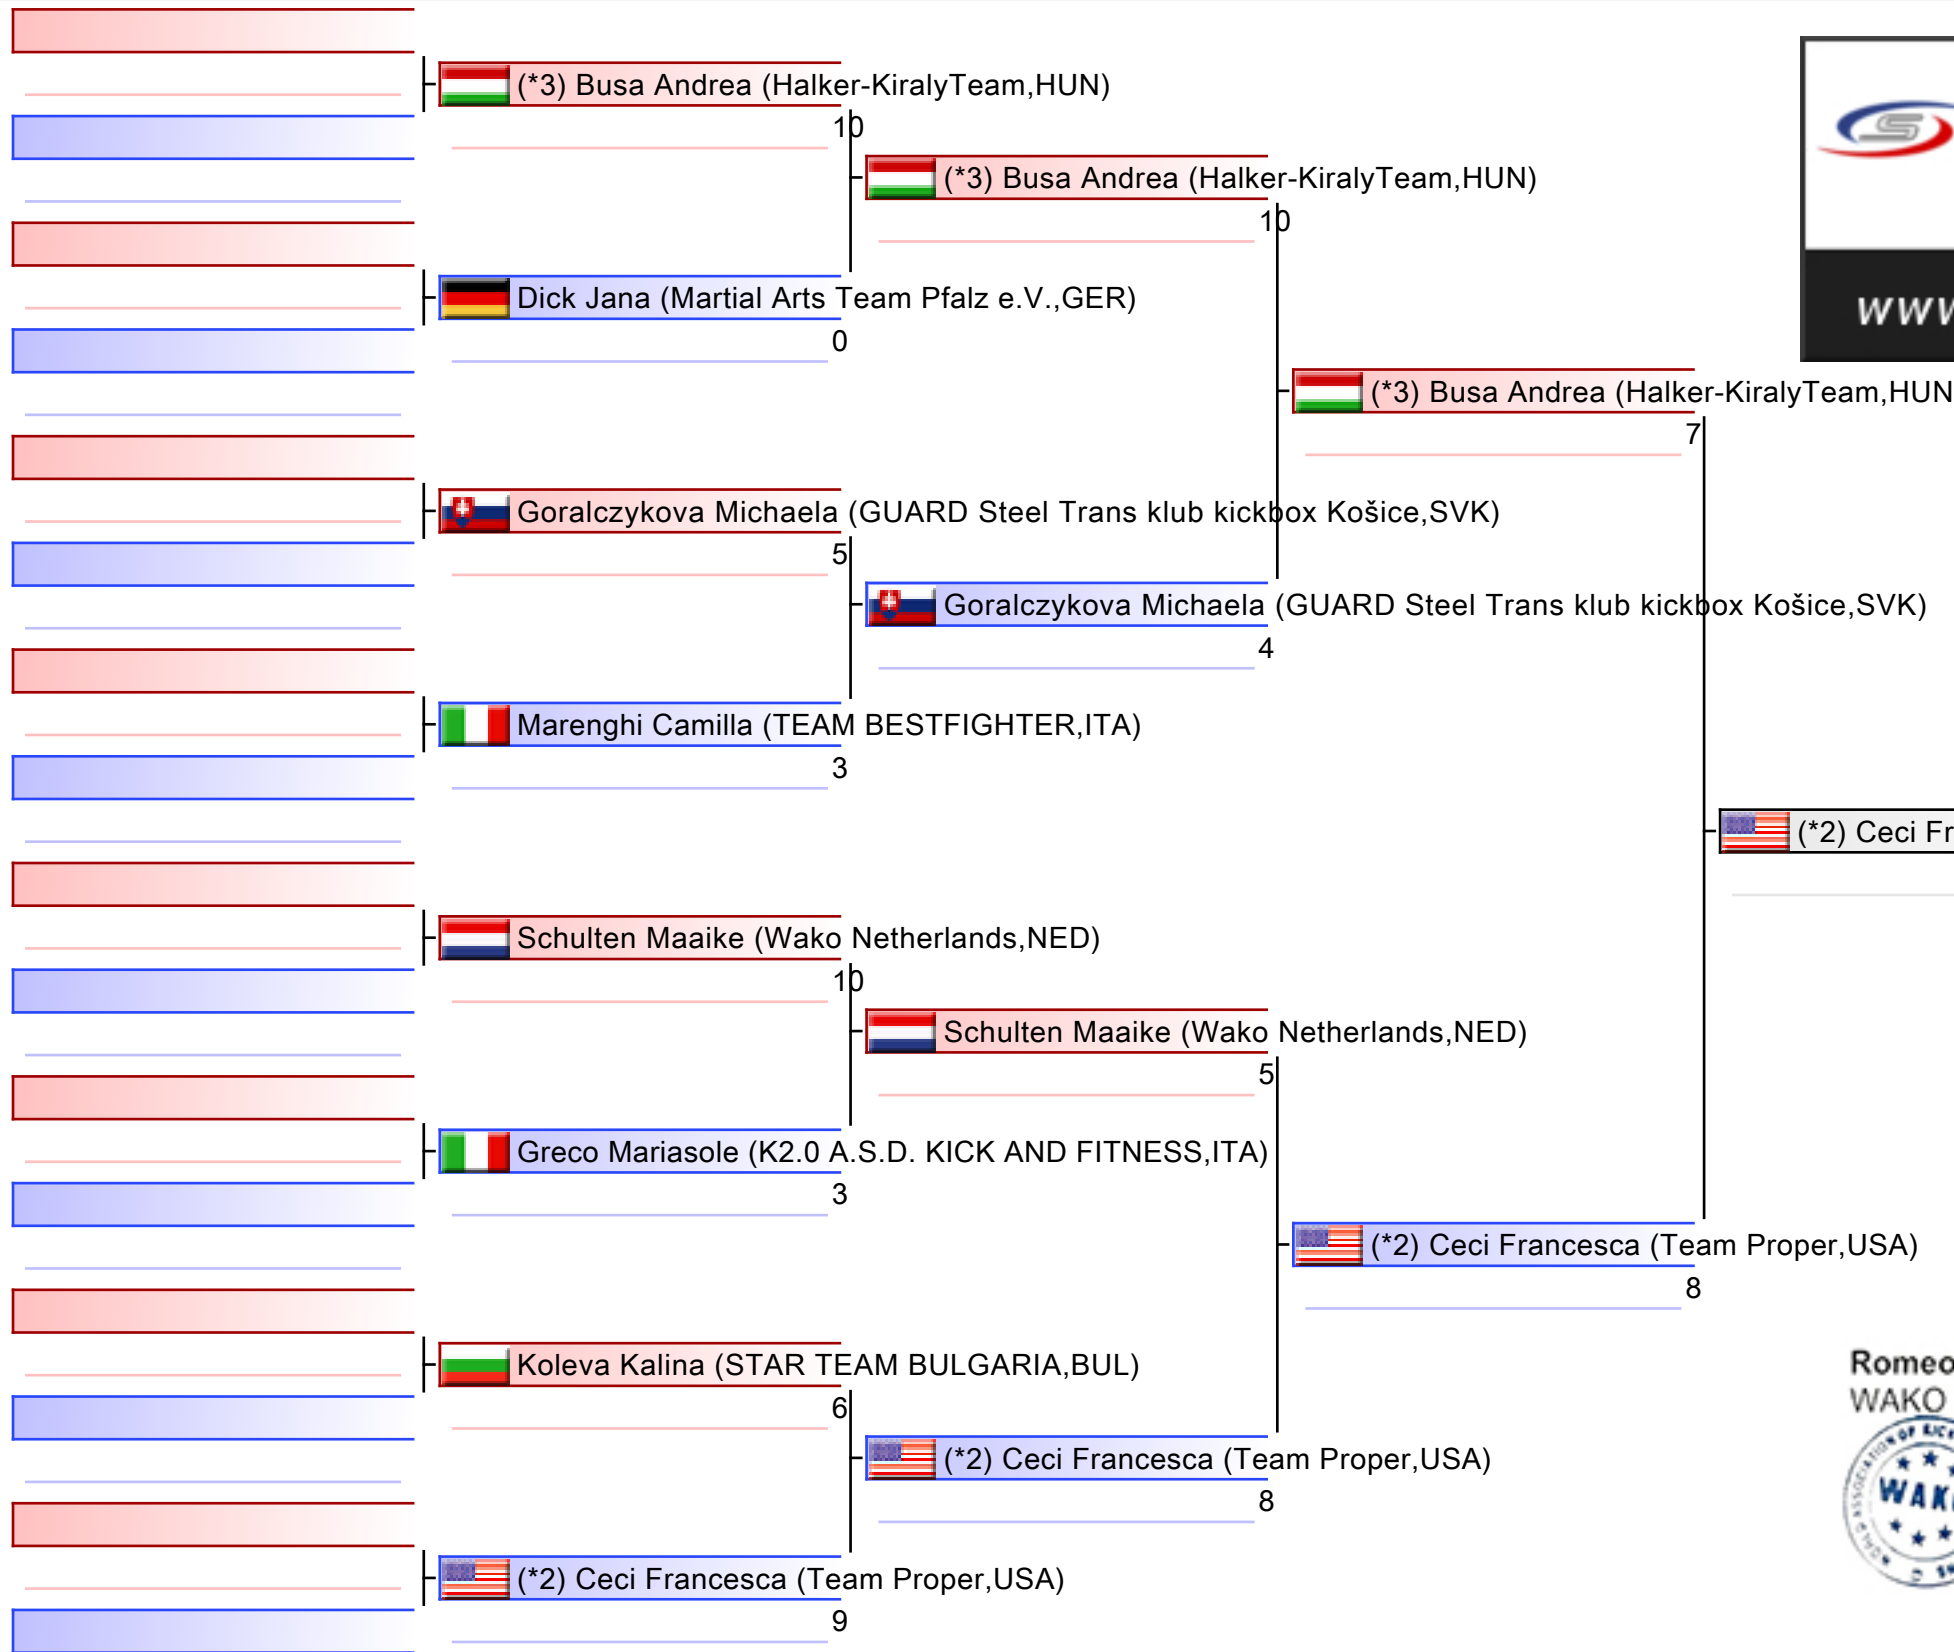 (*3) Busa Andrea (Halker-KiralyTeam,HUN)
10
(*3) Busa Andrea (Halker-KiralyTeam,HUN)
10
Dick Jana (Martial Arts Team Pfalz e.V.,GER)
0
www
(*3) Busa Andrea (Halker-KiralyTeam,HUN
7
Goralczykova Michaela (GUARD Steel Trans klub kickbox Košice,SVK)
5
Goralczykova Michaela (GUARD Steel Trans klub kickbox Košice,SVK)
4
Marenghi Camilla (TEAM BESTFIGHTER,ITA)
3
(*2) Ceci Fr
Schulten Maaike (Wako Netherlands,NED)
10
Schulten Maaike (Wako Netherlands,NED)
5
Greco Mariasole (K2.0 A.S.D. KICK AND FITNESS,ITA)
3
(*2) Ceci Francesca (Team Proper,USA)
8
Koleva Kalina (STAR TEAM BULGARIA,BUL)
6
Romeo
WAKO
(*2) Ceci Francesca (Team Proper,USA)
8
(*2) Ceci Francesca (Team Proper,USA)
9